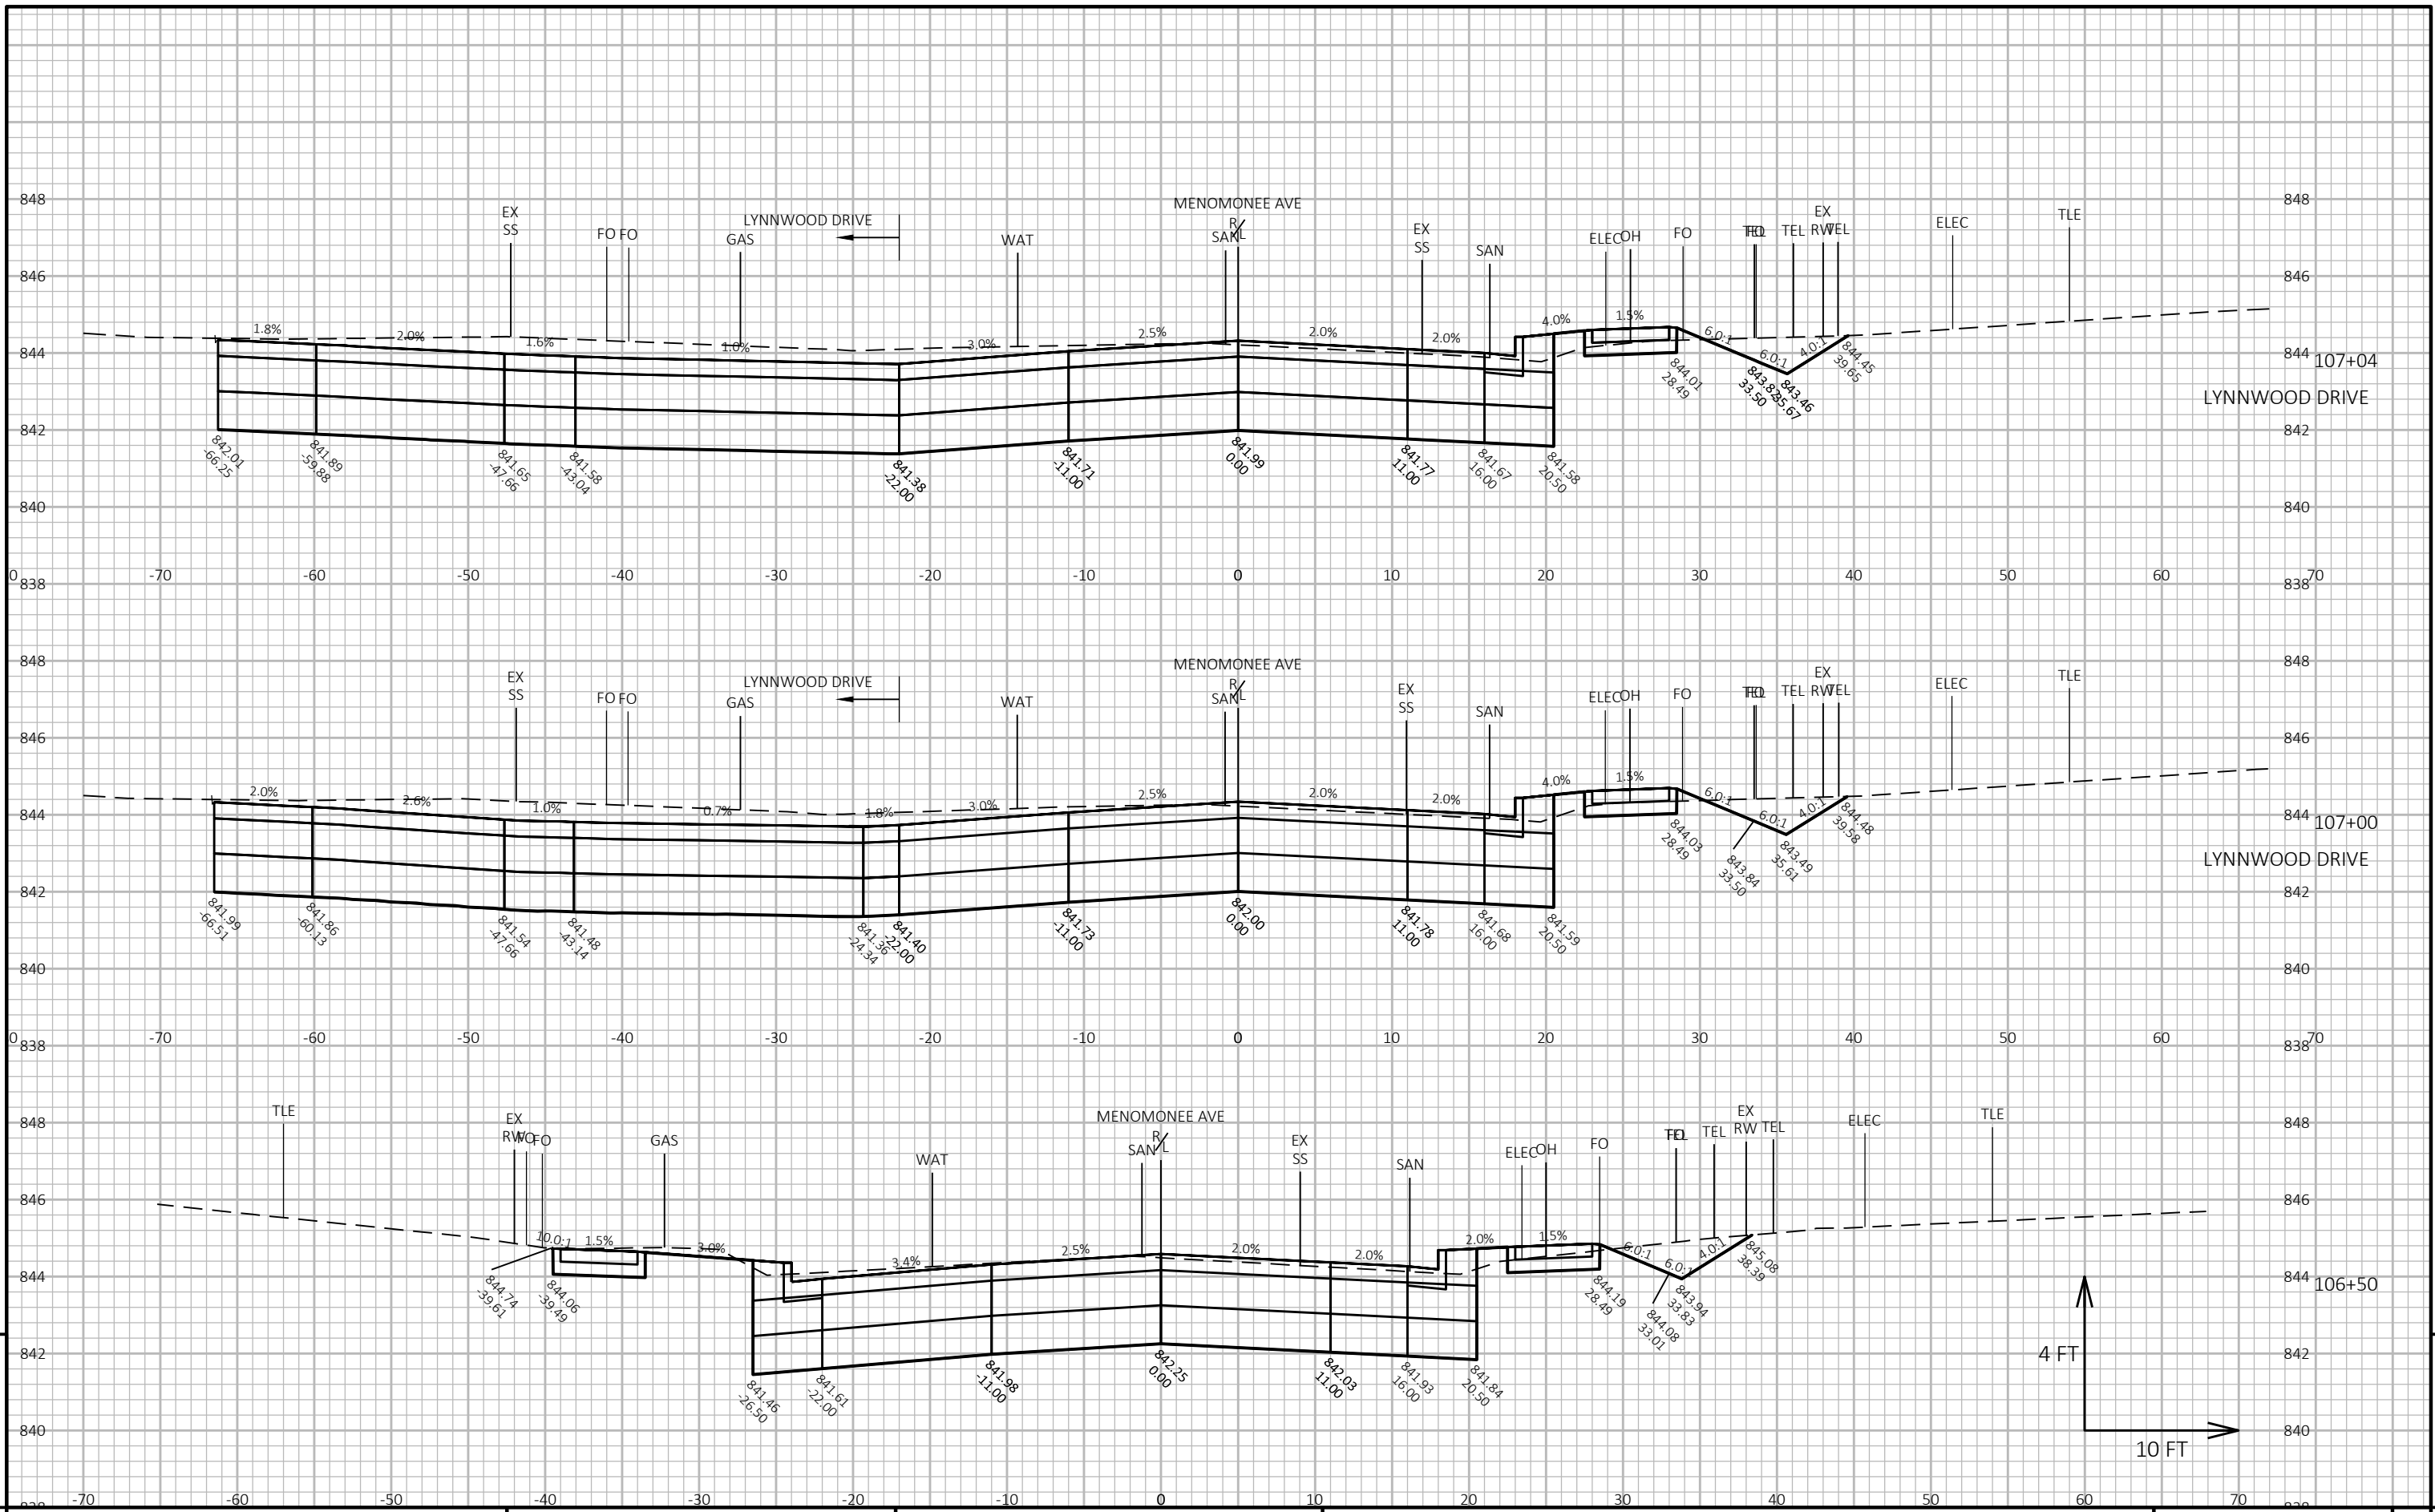 848
848
MENOMONEE AVE
R
L
EX
SS
FO
FO
GAS
LYNNWOOD DRIVE
WAT
SAN
EX
SS
SAN
ELEC
OH
FO
TEL
EX
RW
TEL
ELEC
TLE
846
846
1.8%
2.0%
1.6%
1.0%
3.0%
2.5%
2.0%
2.0%
4.0%
1.5%
6.0:1
6.0:1
4.0:1
844
844
107+04
LYNNWOOD DRIVE
842
842
842.01
-66.25
841.89
-59.88
841.65
-47.66
841.58
-43.04
841.38
-22.00
841.71
-11.00
841.99
0.00
841.77
11.00
841.67
16.00
841.58
20.50
844.01
28.49
843.82
33.50
843.46
35.67
844.45
39.65
840
840
0 -70 -60 -50 -40 -30 -20 -10 0 10 20 30 40 50 60 70
838
838
848
848
MENOMONEE AVE
R
L
EX
SS
FO
FO
GAS
LYNNWOOD DRIVE
WAT
SAN
EX
SS
SAN
ELEC
OH
FO
TEL
EX
RW
TEL
ELEC
TLE
846
846
2.0%
2.6%
1.0%
0.7%
1.8%
3.0%
2.5%
2.0%
2.0%
4.0%
1.5%
6.0:1
6.0:1
4.0:1
844
844
107+00
LYNNWOOD DRIVE
842
842
841.99
-66.51
841.86
-60.13
841.54
-47.66
841.48
-43.14
841.36
-24.34
841.40
-22.00
841.73
-11.00
842.00
0.00
841.78
11.00
841.68
16.00
841.59
20.50
844.03
28.49
843.84
33.50
843.49
35.61
844.48
39.58
840
840
0 -70 -60 -50 -40 -30 -20 -10 0 10 20 30 40 50 60 70
838
838
848
848
MENOMONEE AVE
R
L
TLE
EX
RW
FO
FO
GAS
WAT
SAN
EX
SS
SAN
ELEC
OH
FO
TEL
TEL
EX
RW
TEL
ELEC
TLE
846
846
10.0:1
1.5%
3.0%
3.4%
2.5%
2.0%
2.0%
2.0%
1.5%
6.0:1
6.0:1
4.0:1
844
844
106+50
844.74
-39.61
844.06
-39.49
841.46
-26.50
841.61
-22.00
841.98
-11.00
842.25
0.00
842.03
11.00
841.93
16.00
841.84
20.50
844.19
28.49
844.08
33.01
843.94
33.83
845.08
38.39
842
842
4 FT
840
840
10 FT
-70 -60 -50 -40 -30 -20 -10 0 10 20 30 40 50 60 70